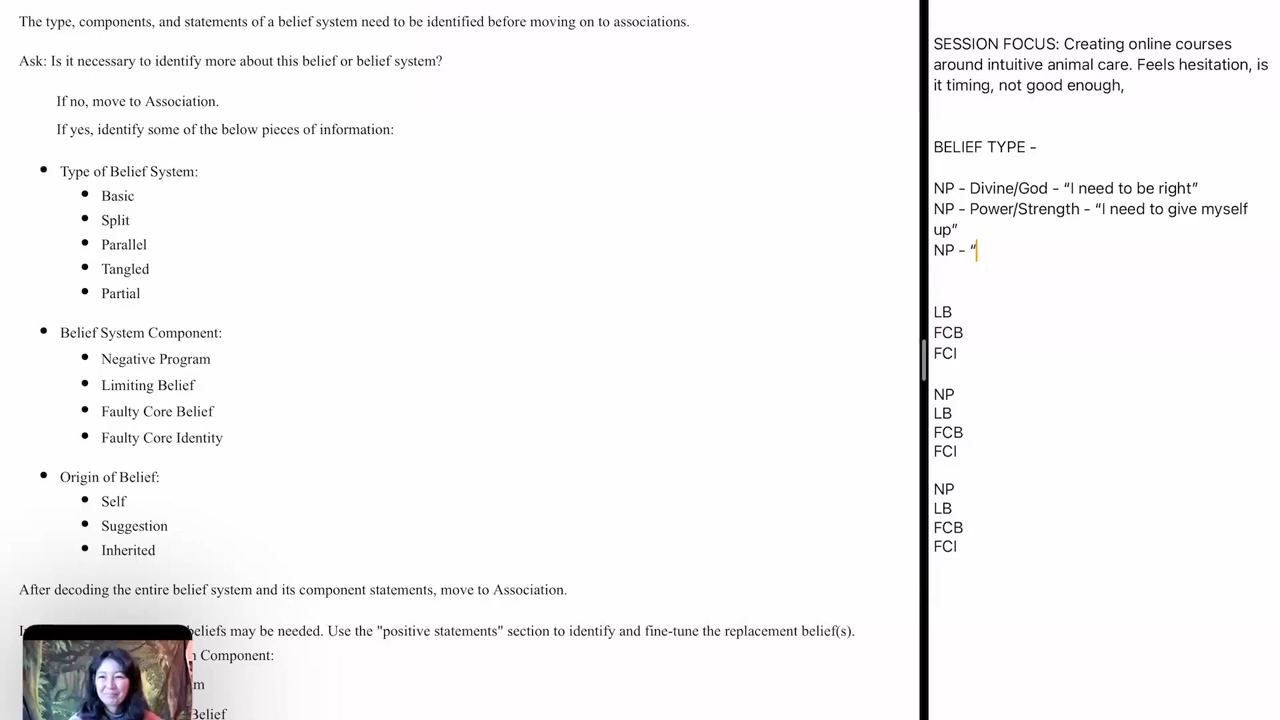 The type, components, and statements of a belief system need to be identified before moving on to associations.
Ask: Is it necessary to identify more about this belief or belief system?
If no, move to Association.
If yes, identify some of the below pieces of information:
Type of Belief System:
Basic
Split
Parallel
Tangled
Partial
Belief System Component:
Negative Program
Limiting Belief
Faulty Core Belief
Faulty Core Identity
Origin of Belief:
Self
Suggestion
Inherited
After decoding the entire belief system and its component statements, move to Association.
beliefs may be needed. Use the "positive statements" section to identify and fine-tune the replacement belief(s).
Component:
Belief
SESSION FOCUS: Creating online courses
around intuitive animal care. Feels hesitation, is
it timing, not good enough,
BELIEF TYPE -
NP - Divine/God - “I need to be right”
NP - Power/Strength - “I need to give myself
up”
NP - “
LB
FCB
FCI
NP
LB
FCB
FCI
NP
LB
FCB
FCI